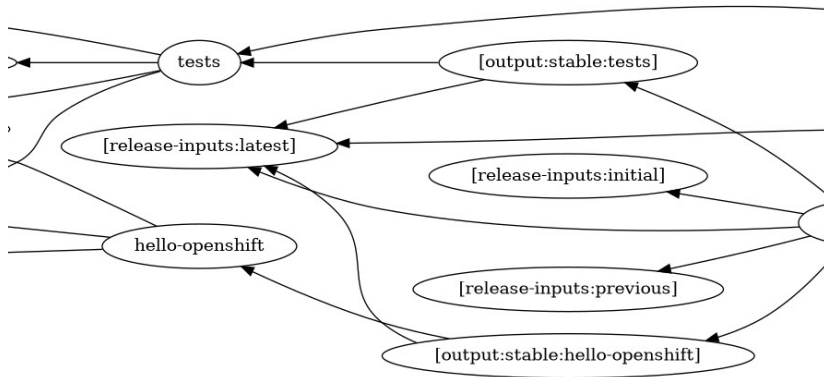 tests
[output:stable:tests]
[release-inputs:latest]
[release-inputs:initial]
hello-openshift
[release-inputs:previous]
[output:stable:hello-openshift]